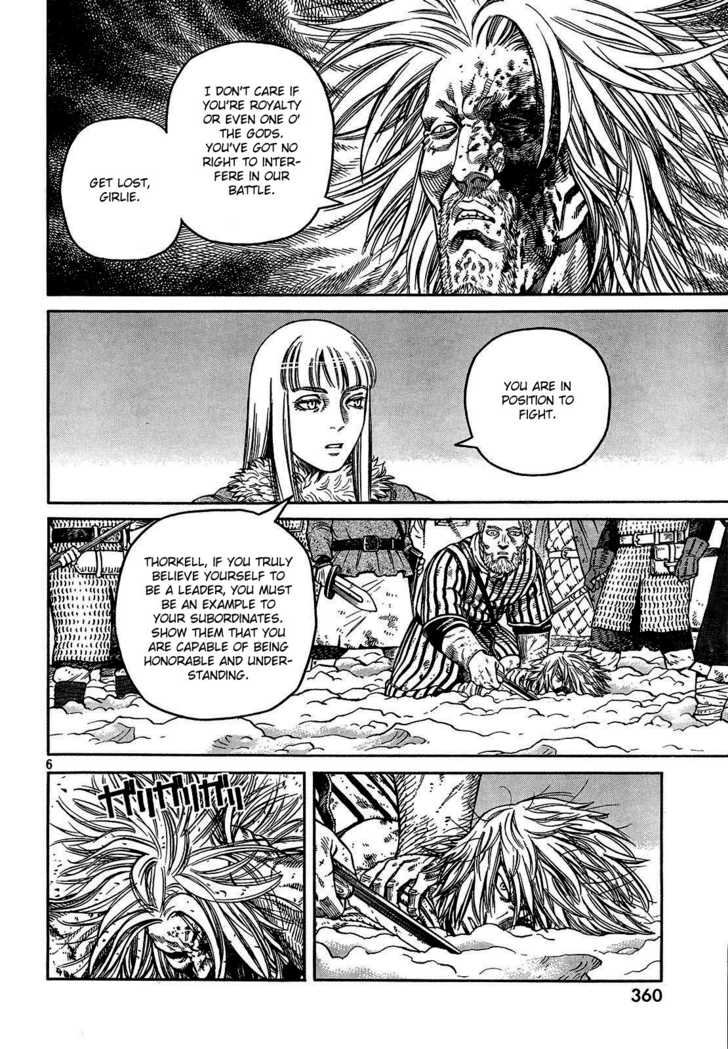 I DON'T CARE IF
YOU'RE ROYALTY
OR EVEN ONE O'
THE GODS.
YOU'VE GOT NO
RIGHT TO INTER-
FERE IN OUR
BATTLE.
GET LOST,
GIRLIE.
YOU ARE IN
POSITION TO
FIGHT.
THORKELL, IF YOU TRULY
BELIEVE YOURSELF TO
BE A LEADER, YOU MUST
BE AN EXAMPLE TO
YOUR SUBORDINATES.
SHOW THEM THAT YOU
ARE CAPABLE OF BEING
HONORABLE AND UNDER-
STANDING.
6
ガリガリガリ
360